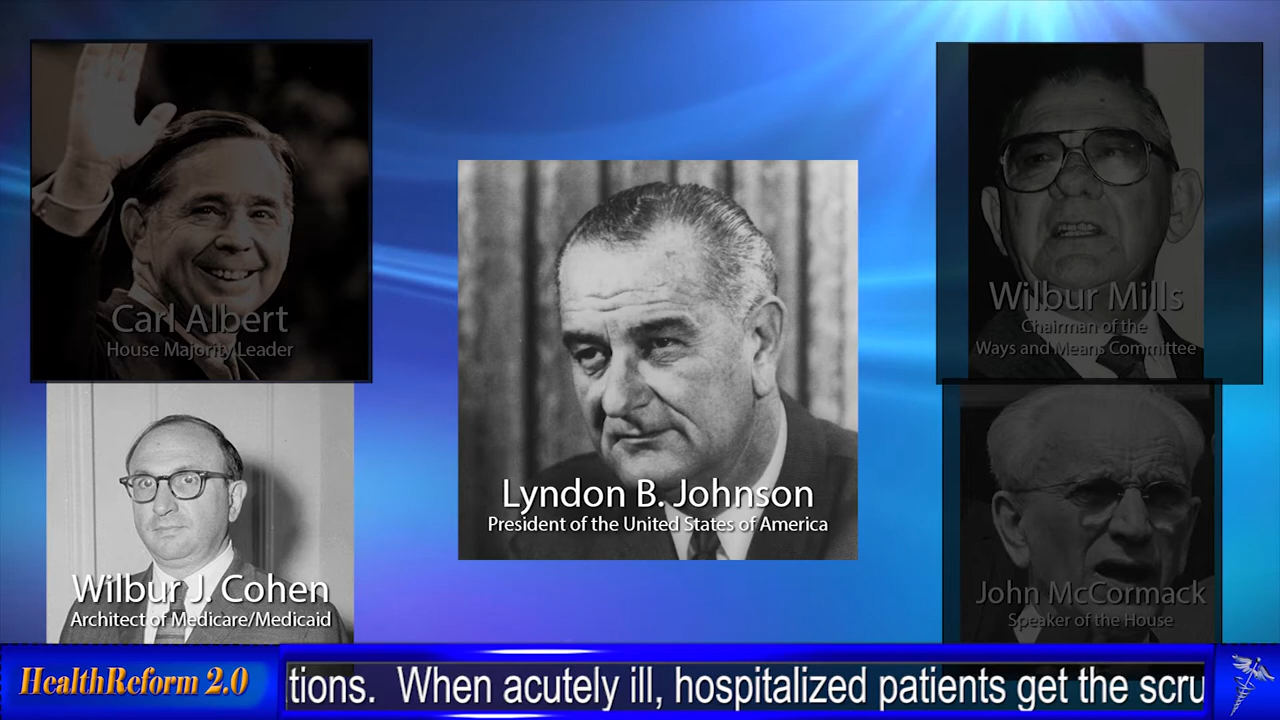 Carl Albert
House Majority Leader
Wilbur Mills
Chairman of the
Ways and Means Committee
Lyndon B. Johnson
President of the United States of America
Wilbur J. Cohen
Architect of Medicare/Medicaid
John McCormack
Speaker of the House
HealthReform 2.0
tions. When acutely ill, hospitalized patients get the scru